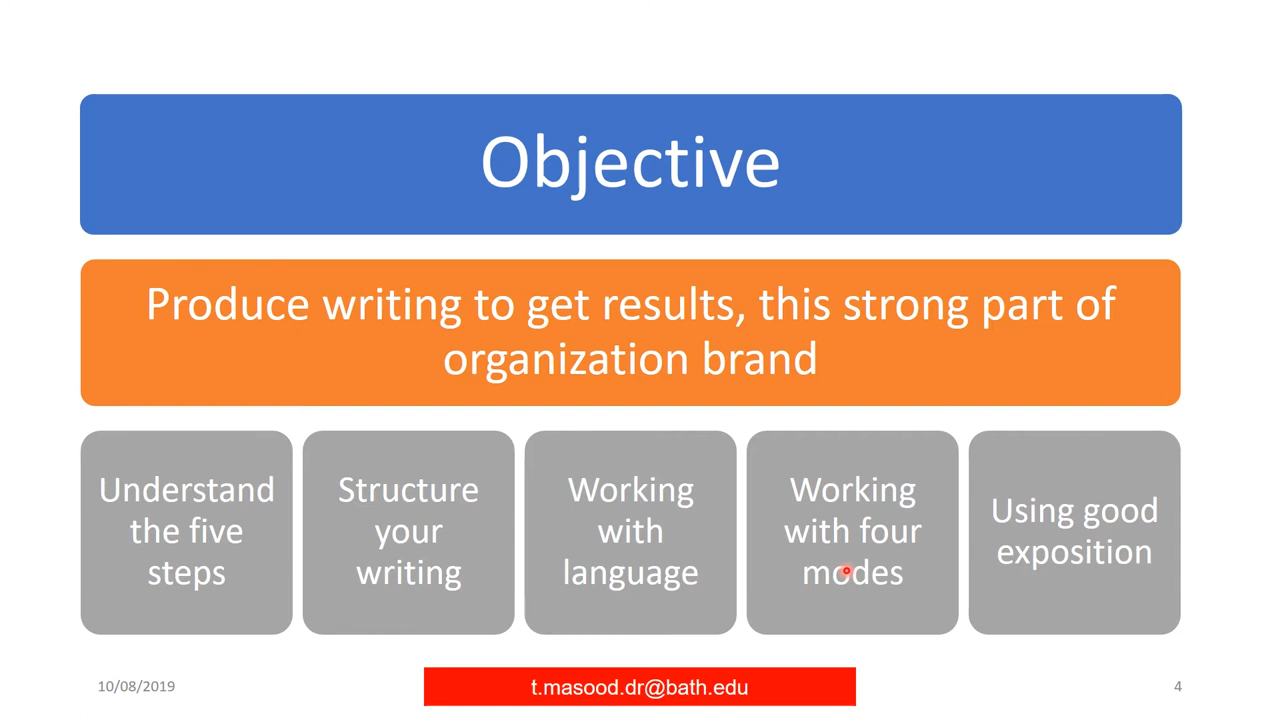 Objective
Produce writing to get results, this strong part of
organization brand
Understand
the five
steps
Structure
your
writing
Working
with
language
Working
with four
modes
Using good
exposition
10/08/2019
t.masood.dr@bath.edu
4